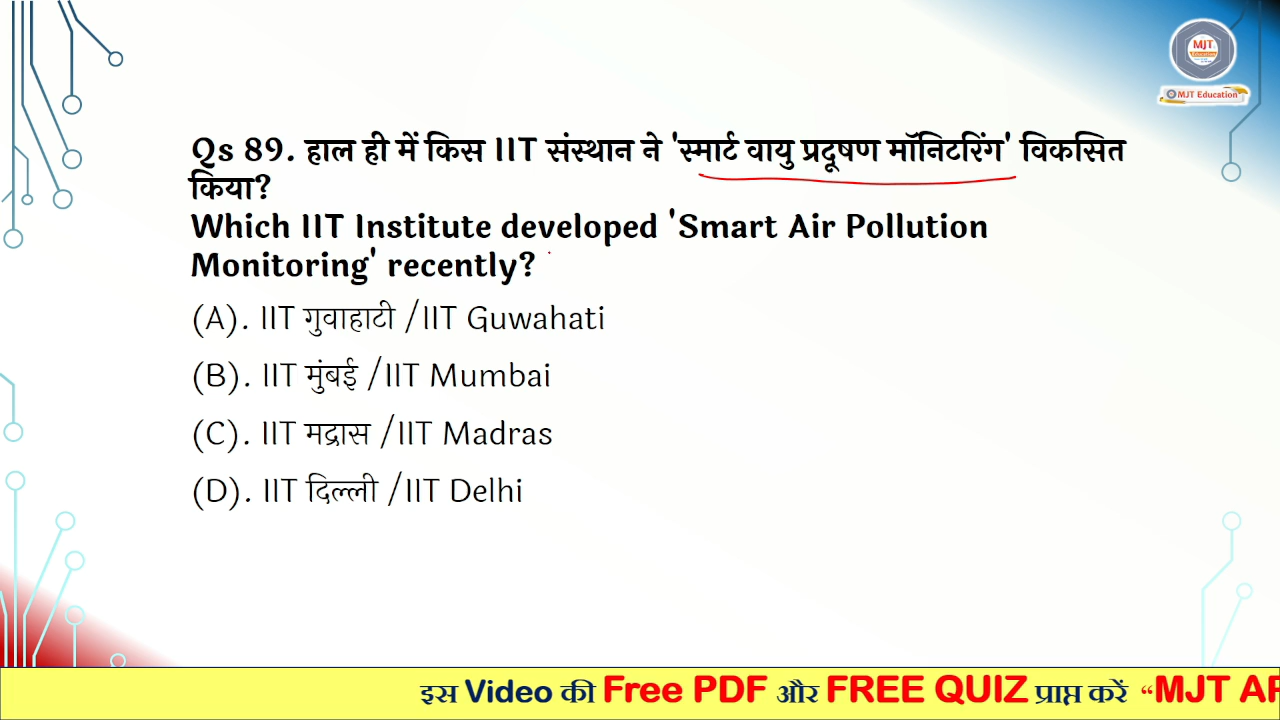 MJT
Education
MJT Education
Qs 89. हाल ही में किस IIT संस्थान ने 'स्मार्ट वायु प्रदूषण मॉनिटरिंग' विकसित
किया?
Which IIT Institute developed 'Smart Air Pollution
Monitoring' recently?
(A). IIT गुवाहाटी /IIT Guwahati
(B). IIT मुंबई /IIT Mumbai
(C). IIT मद्रास /IIT Madras
(D). IIT दिल्ली /IIT Delhi
इस Video की Free PDF और FREE QUIZ प्राप्त करें “MJT AP